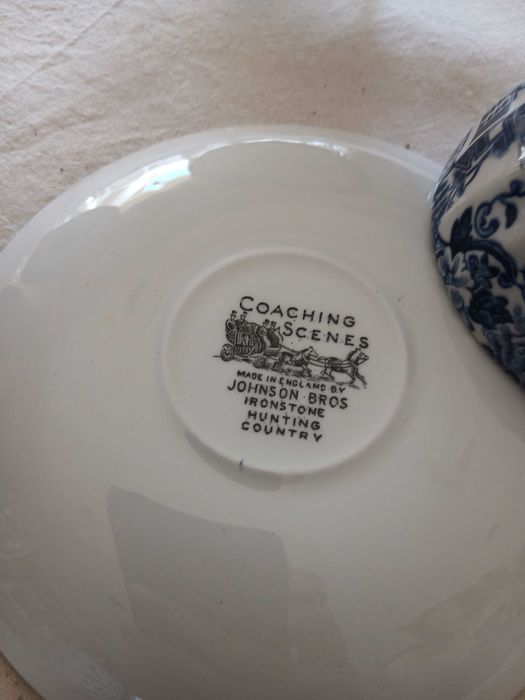 COACHING
SCENES
MADE IN ENGLAND BY
JOHNSON BROS
IRONSTONE
HUNTING
COUNTRY